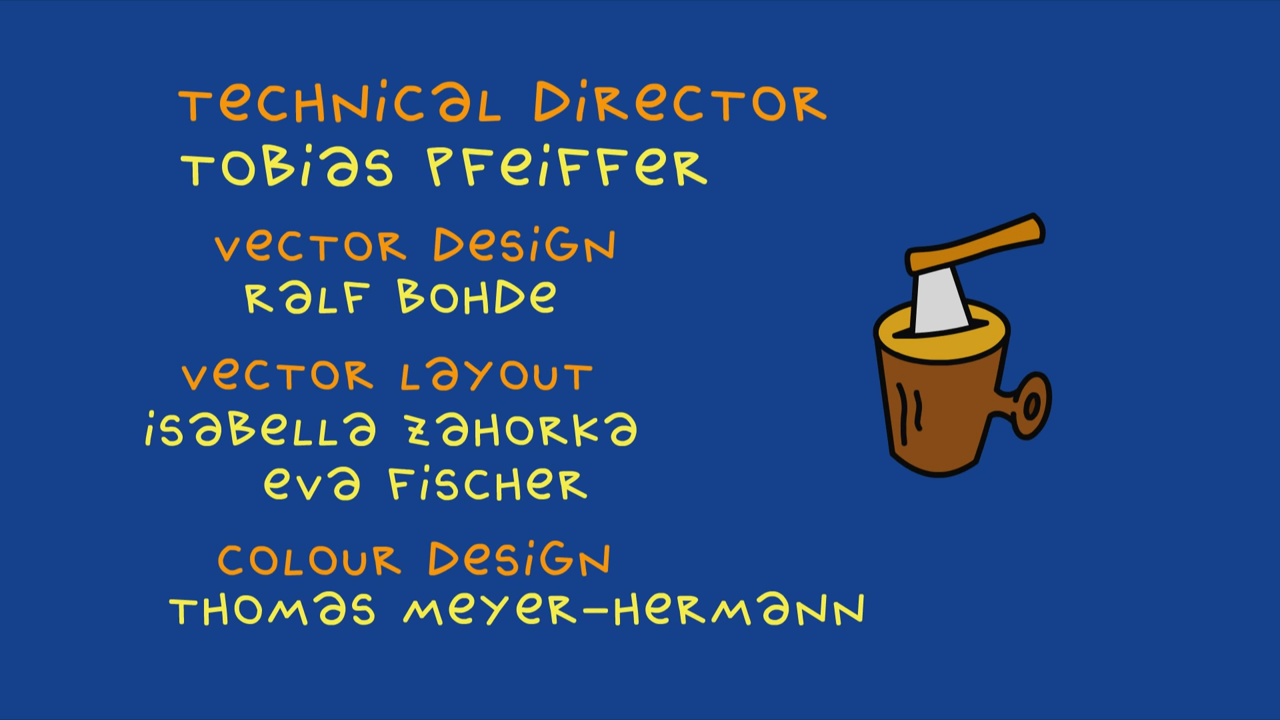 TeCHNiCaL DiReCTOR
TOBiaS PFeiFFeR
VeCTOR DeSiGN
RaLF BOHDe
VeCTOR LaYOUT
iSaBeLLa ZaHORKa
eVa FiSCHeR
COLOUR DeSiGN
THOMaS MeYeR-HeRMaNN